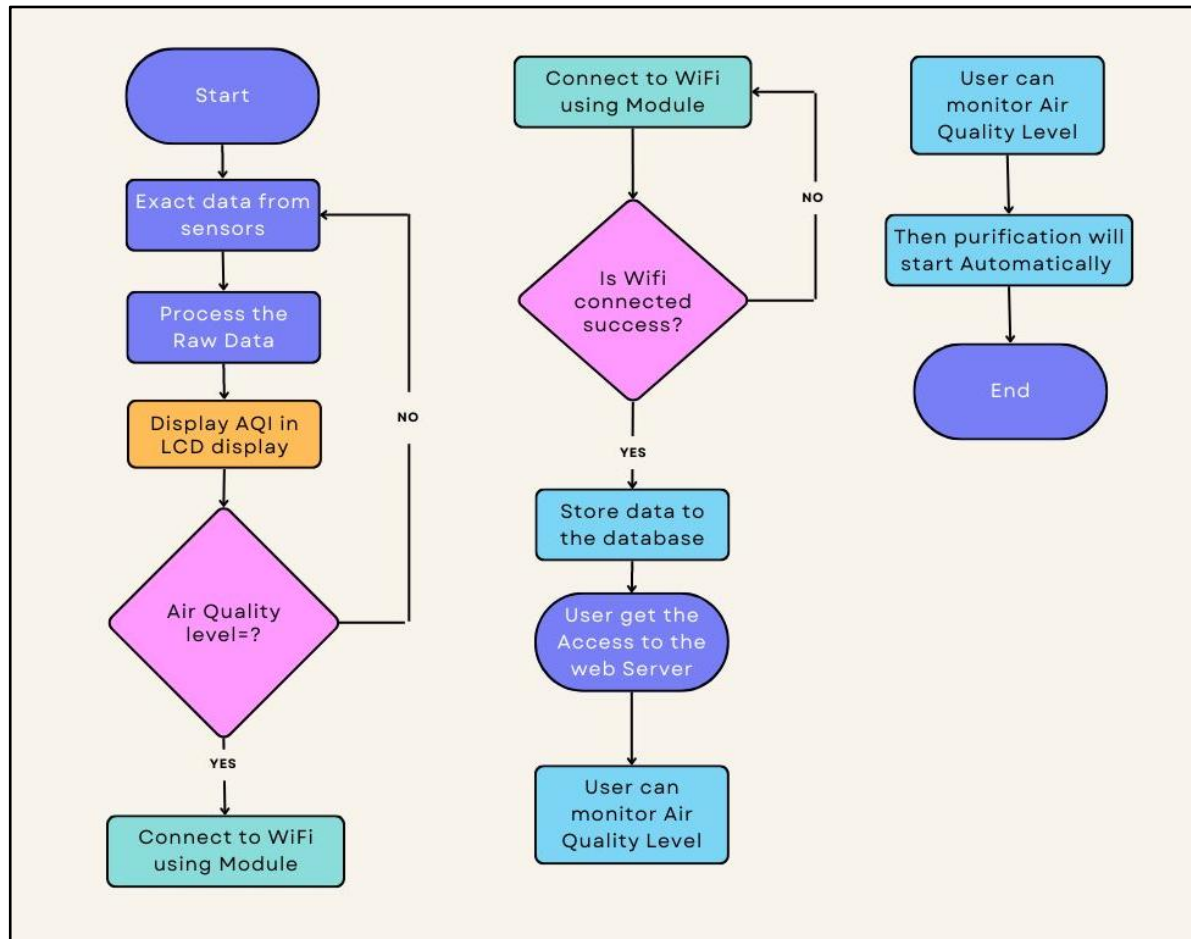 Start
Exact data from
sensors
Process the
Raw Data
Display AQI in
LCD display
NO
Air Quality
level=?
YES
Connect to WiFi
using Module
Connect to WiFi
using Module
NO
Is Wifi
connected
success?
YES
Store data to
the database
User get the
Access to the
web Server
User can
monitor Air
Quality Level
User can
monitor Air
Quality Level
Then purification will
start Automatically
End